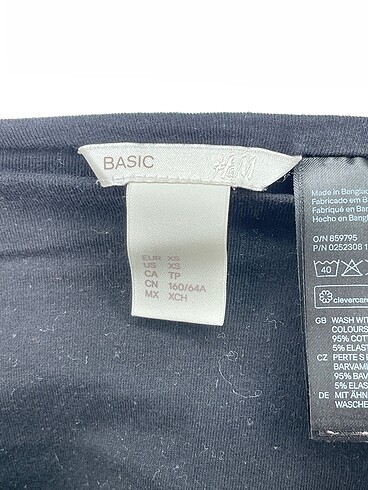 BASIC
H&M
EUR XS
US XS
CA TP
CN 160/64A
MX XCH
Made in Bangla
Fabricado em B
Fabriqué en Ban
Hecho en Bangl
O/N 859795
P/N 0252308 1
40
clevercare
GB WASH WIT
COLOURS
95% COTT
5% ELAST
CZ PERTE S P
BARVAMI
95% BAV
5% ELAS
DE MIT ÄHN
WASCHE